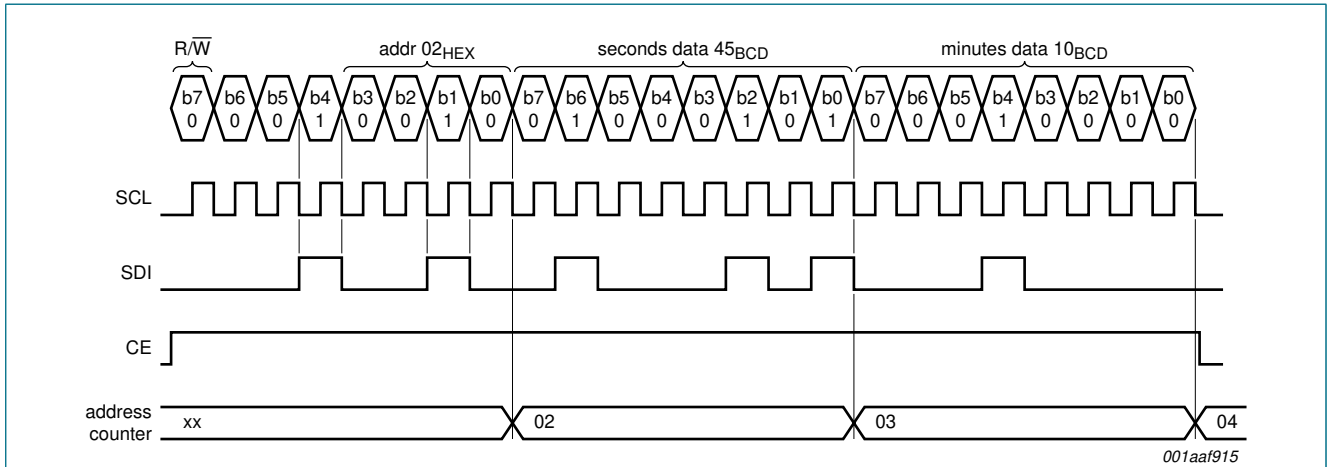 R/W̅ addr 02HEX seconds data 45BCD minutes data 10BCD
b7 b6 b5 b4 b3 b2 b1 b0 b7 b6 b5 b4 b3 b2 b1 b0 b7 b6 b5 b4 b3 b2 b1 b0
0 0 0 1 0 0 1 0 0 1 0 0 0 1 0 1 0 0 0 1 0 0 0 0
SCL
SDI
CE
address
counter
xx 02 03 04
001aaf915